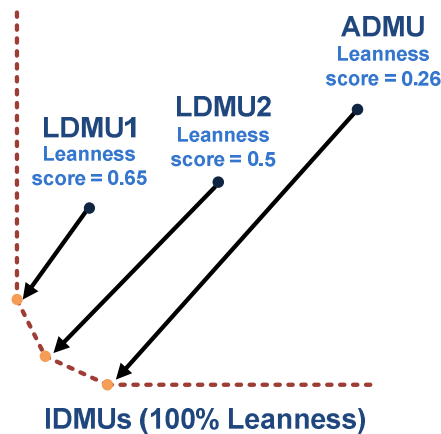 ADMU
Leanness
score = 0.26
LDMU2
Leanness
score = 0.5
LDMU1
Leanness
score = 0.65
IDMUs (100% Leanness)